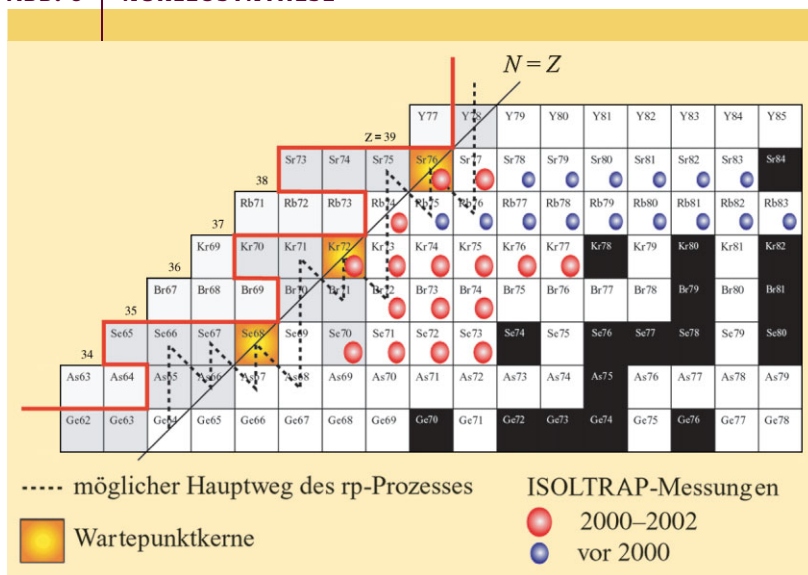 N = Z
Y77 Y78 Y79 Y80 Y81 Y82 Y83 Y84 Y85
Z = 39
Sr73 Sr74 Sr75 Sr76 Sr77 Sr78 Sr79 Sr80 Sr81 Sr82 Sr83 Sr84
38
Rb71 Rb72 Rb73 Rb74 Rb75 Rb76 Rb77 Rb78 Rb79 Rb80 Rb81 Rb82 Rb83
37
Kr69 Kr70 Kr71 Kr72 Kr73 Kr74 Kr75 Kr76 Kr77 Kr78 Kr79 Kr80 Kr81 Kr82
36
Br67 Br68 Br69 Br70 Br71 Br72 Br73 Br74 Br75 Br76 Br77 Br78 Br79 Br80 Br81
35
Se65 Se66 Se67 Se68 Se69 Se70 Se71 Se72 Se73 Se74 Se75 Se76 Se77 Se78 Se79 Se80
34
As63 As64 As65 As66 As67 As68 As69 As70 As71 As72 As73 As74 As75 As76 As77 As78 As79
Ge62 Ge63 Ge64 Ge65 Ge66 Ge67 Ge68 Ge69 Ge70 Ge71 Ge72 Ge73 Ge74 Ge75 Ge76 Ge77 Ge78
möglicher Hauptweg des rp-Prozesses
Wartepunktkerne
ISOLTRAP-Messungen
2000–2002
vor 2000